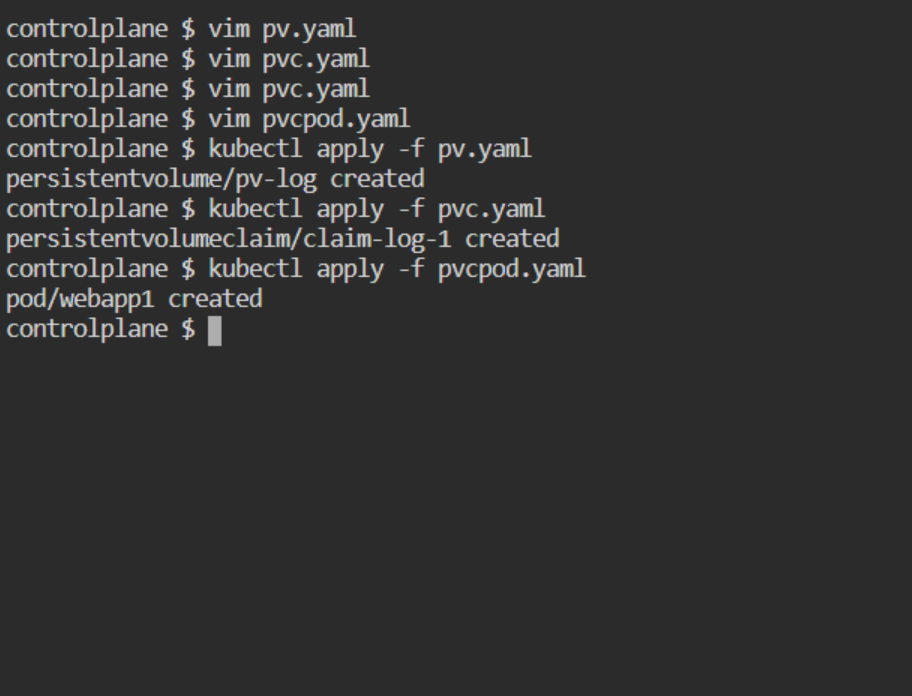 controlplane $ vim pv.yaml
controlplane $ vim pvc.yaml
controlplane $ vim pvc.yaml
controlplane $ vim pvcpod.yaml
controlplane $ kubectl apply -f pv.yaml
persistentvolume/pv-log created
controlplane $ kubectl apply -f pvc.yaml
persistentvolumeclaim/claim-log-1 created
controlplane $ kubectl apply -f pvcpod.yaml
pod/webapp1 created
controlplane $